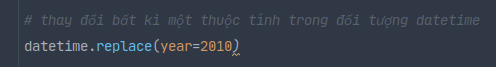 # thay đổi bất kì một thuộc tính trong đối tượng datetime
datetime.replace(year=2010)